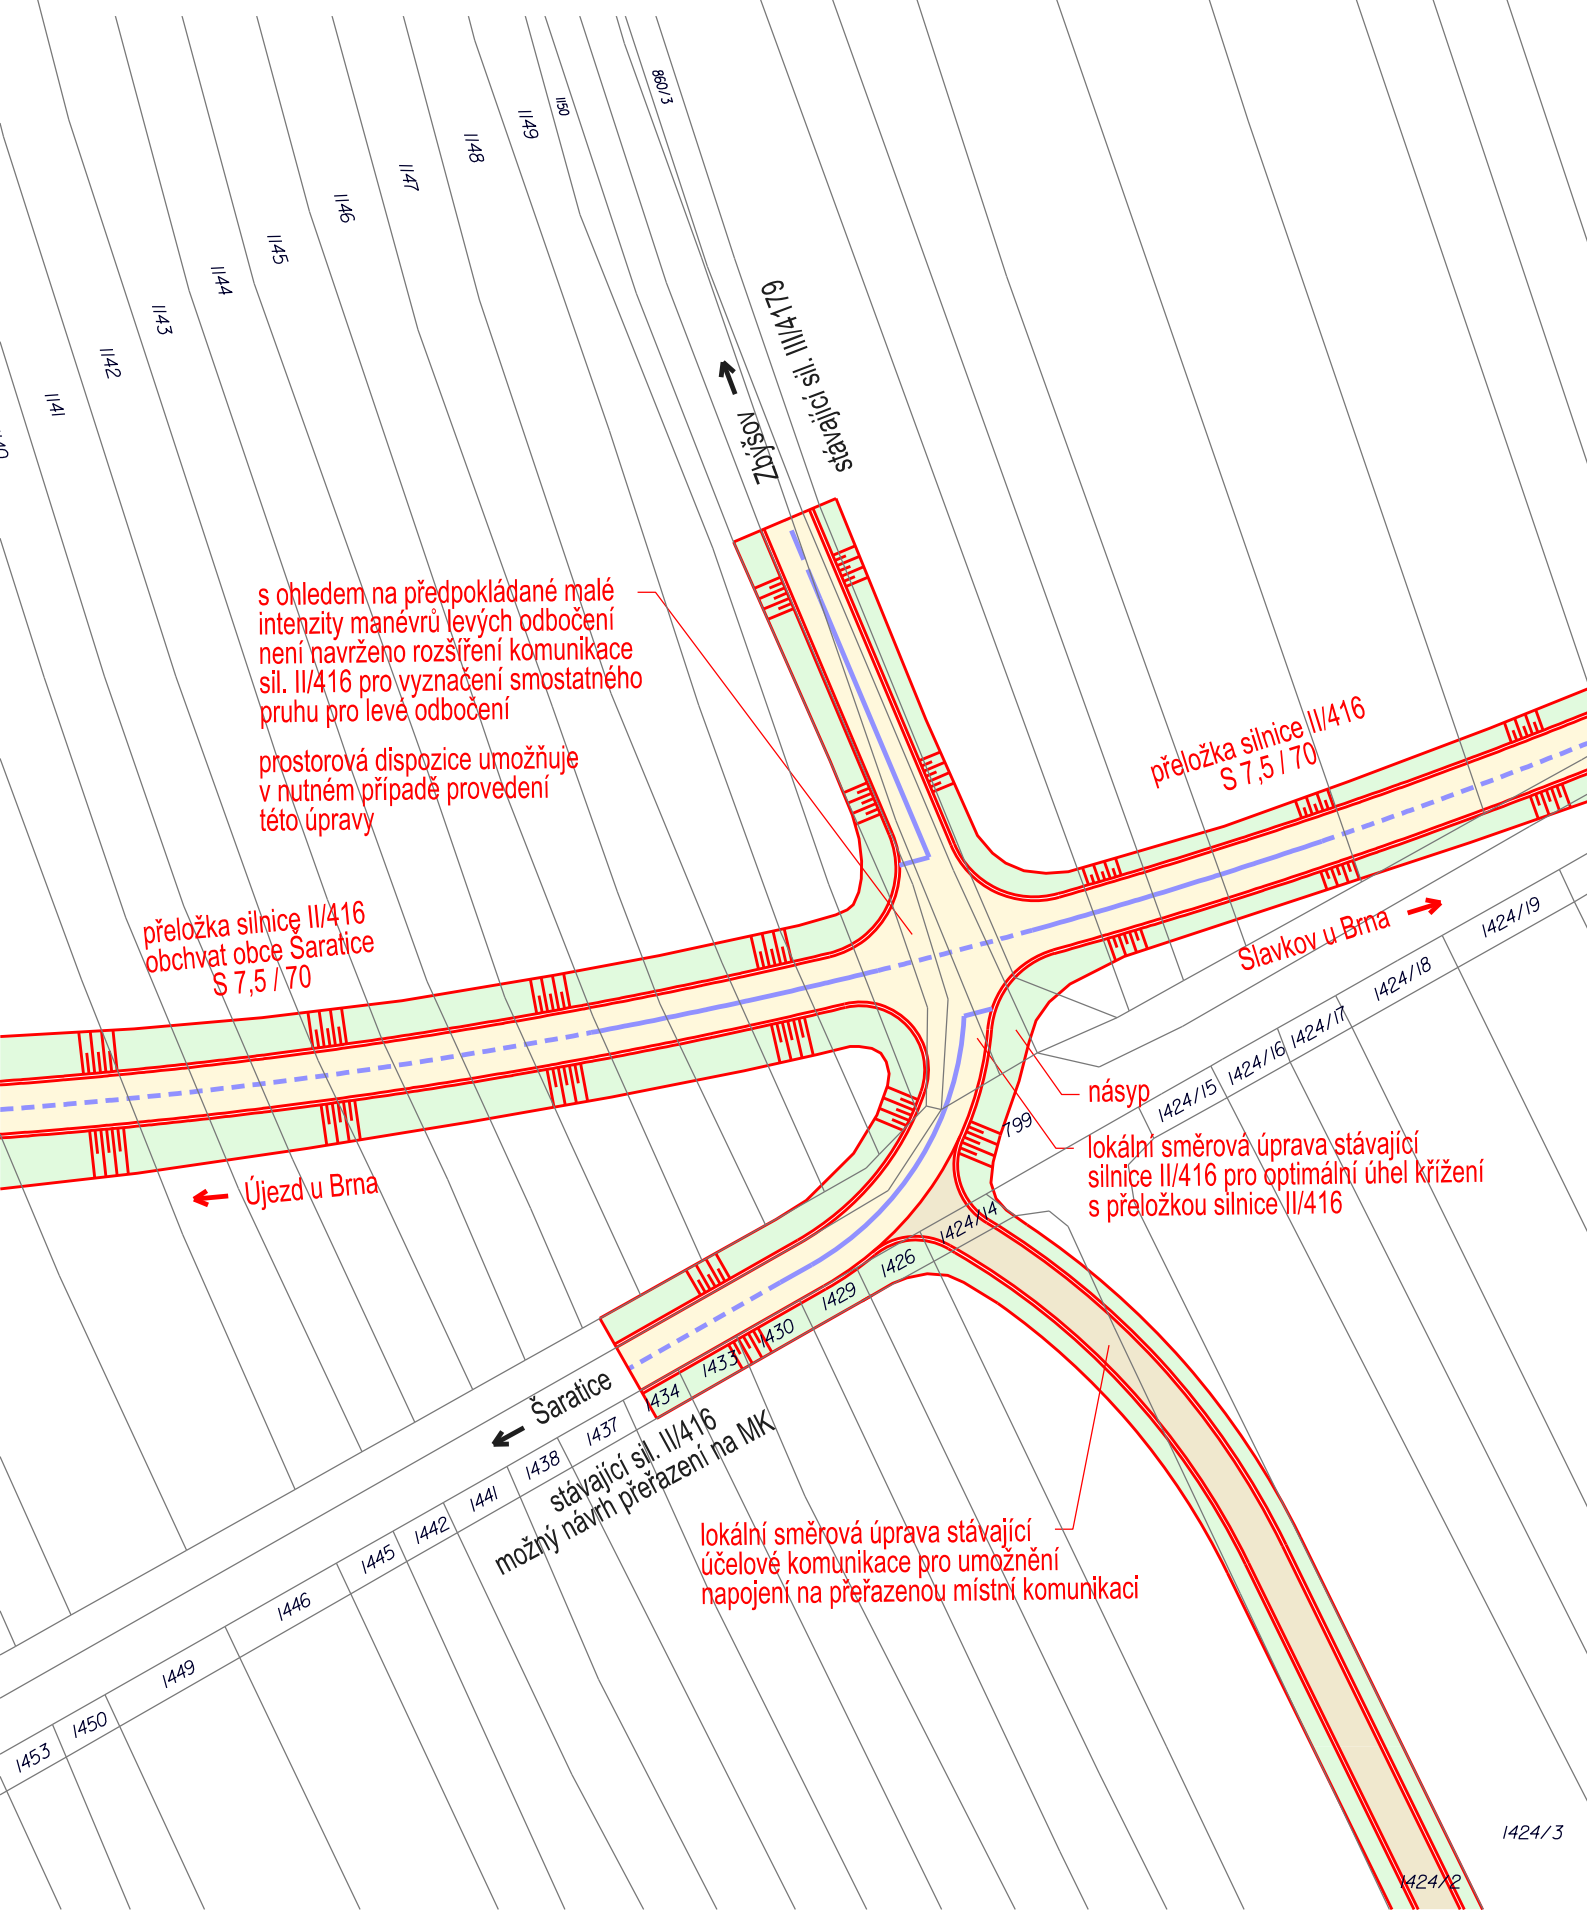 860/3
1150
1149
1148
1147
1146
1145
1144
1143
1142
1141
stávající sil. III/4179
Zbýšov
s ohledem na předpokládané malé
intenzity manévrů levých odbočení
není navrženo rozšíření komunikace
sil. II/416 pro vyznačení smostatného
pruhu pro levé odbočení
prostorová dispozice umožňuje
v nutném případě provedení
této úpravy
přeložka silnice II/416
S 7,5 / 70
přeložka silnice II/416
obchvat obce Šaratice
S 7,5 / 70
Slavkov u Brna
1424/19
1424/18
1424/17
1424/16
1424/15
násyp
799
lokální směrová úprava stávající
silnice II/416 pro optimální úhel křížení
s přeložkou silnice II/416
Újezd u Brna
1424/14
1426
1429
1430
1433
1434
Šaratice
1437
stávající sil. II/416
možný návrh přeřazení na MK
1438
1441
1442
1445
1446
1449
1450
1453
lokální směrová úprava stávající
účelové komunikace pro umožnění
napojení na přeřazenou místní komunikaci
1424/3
1424/2